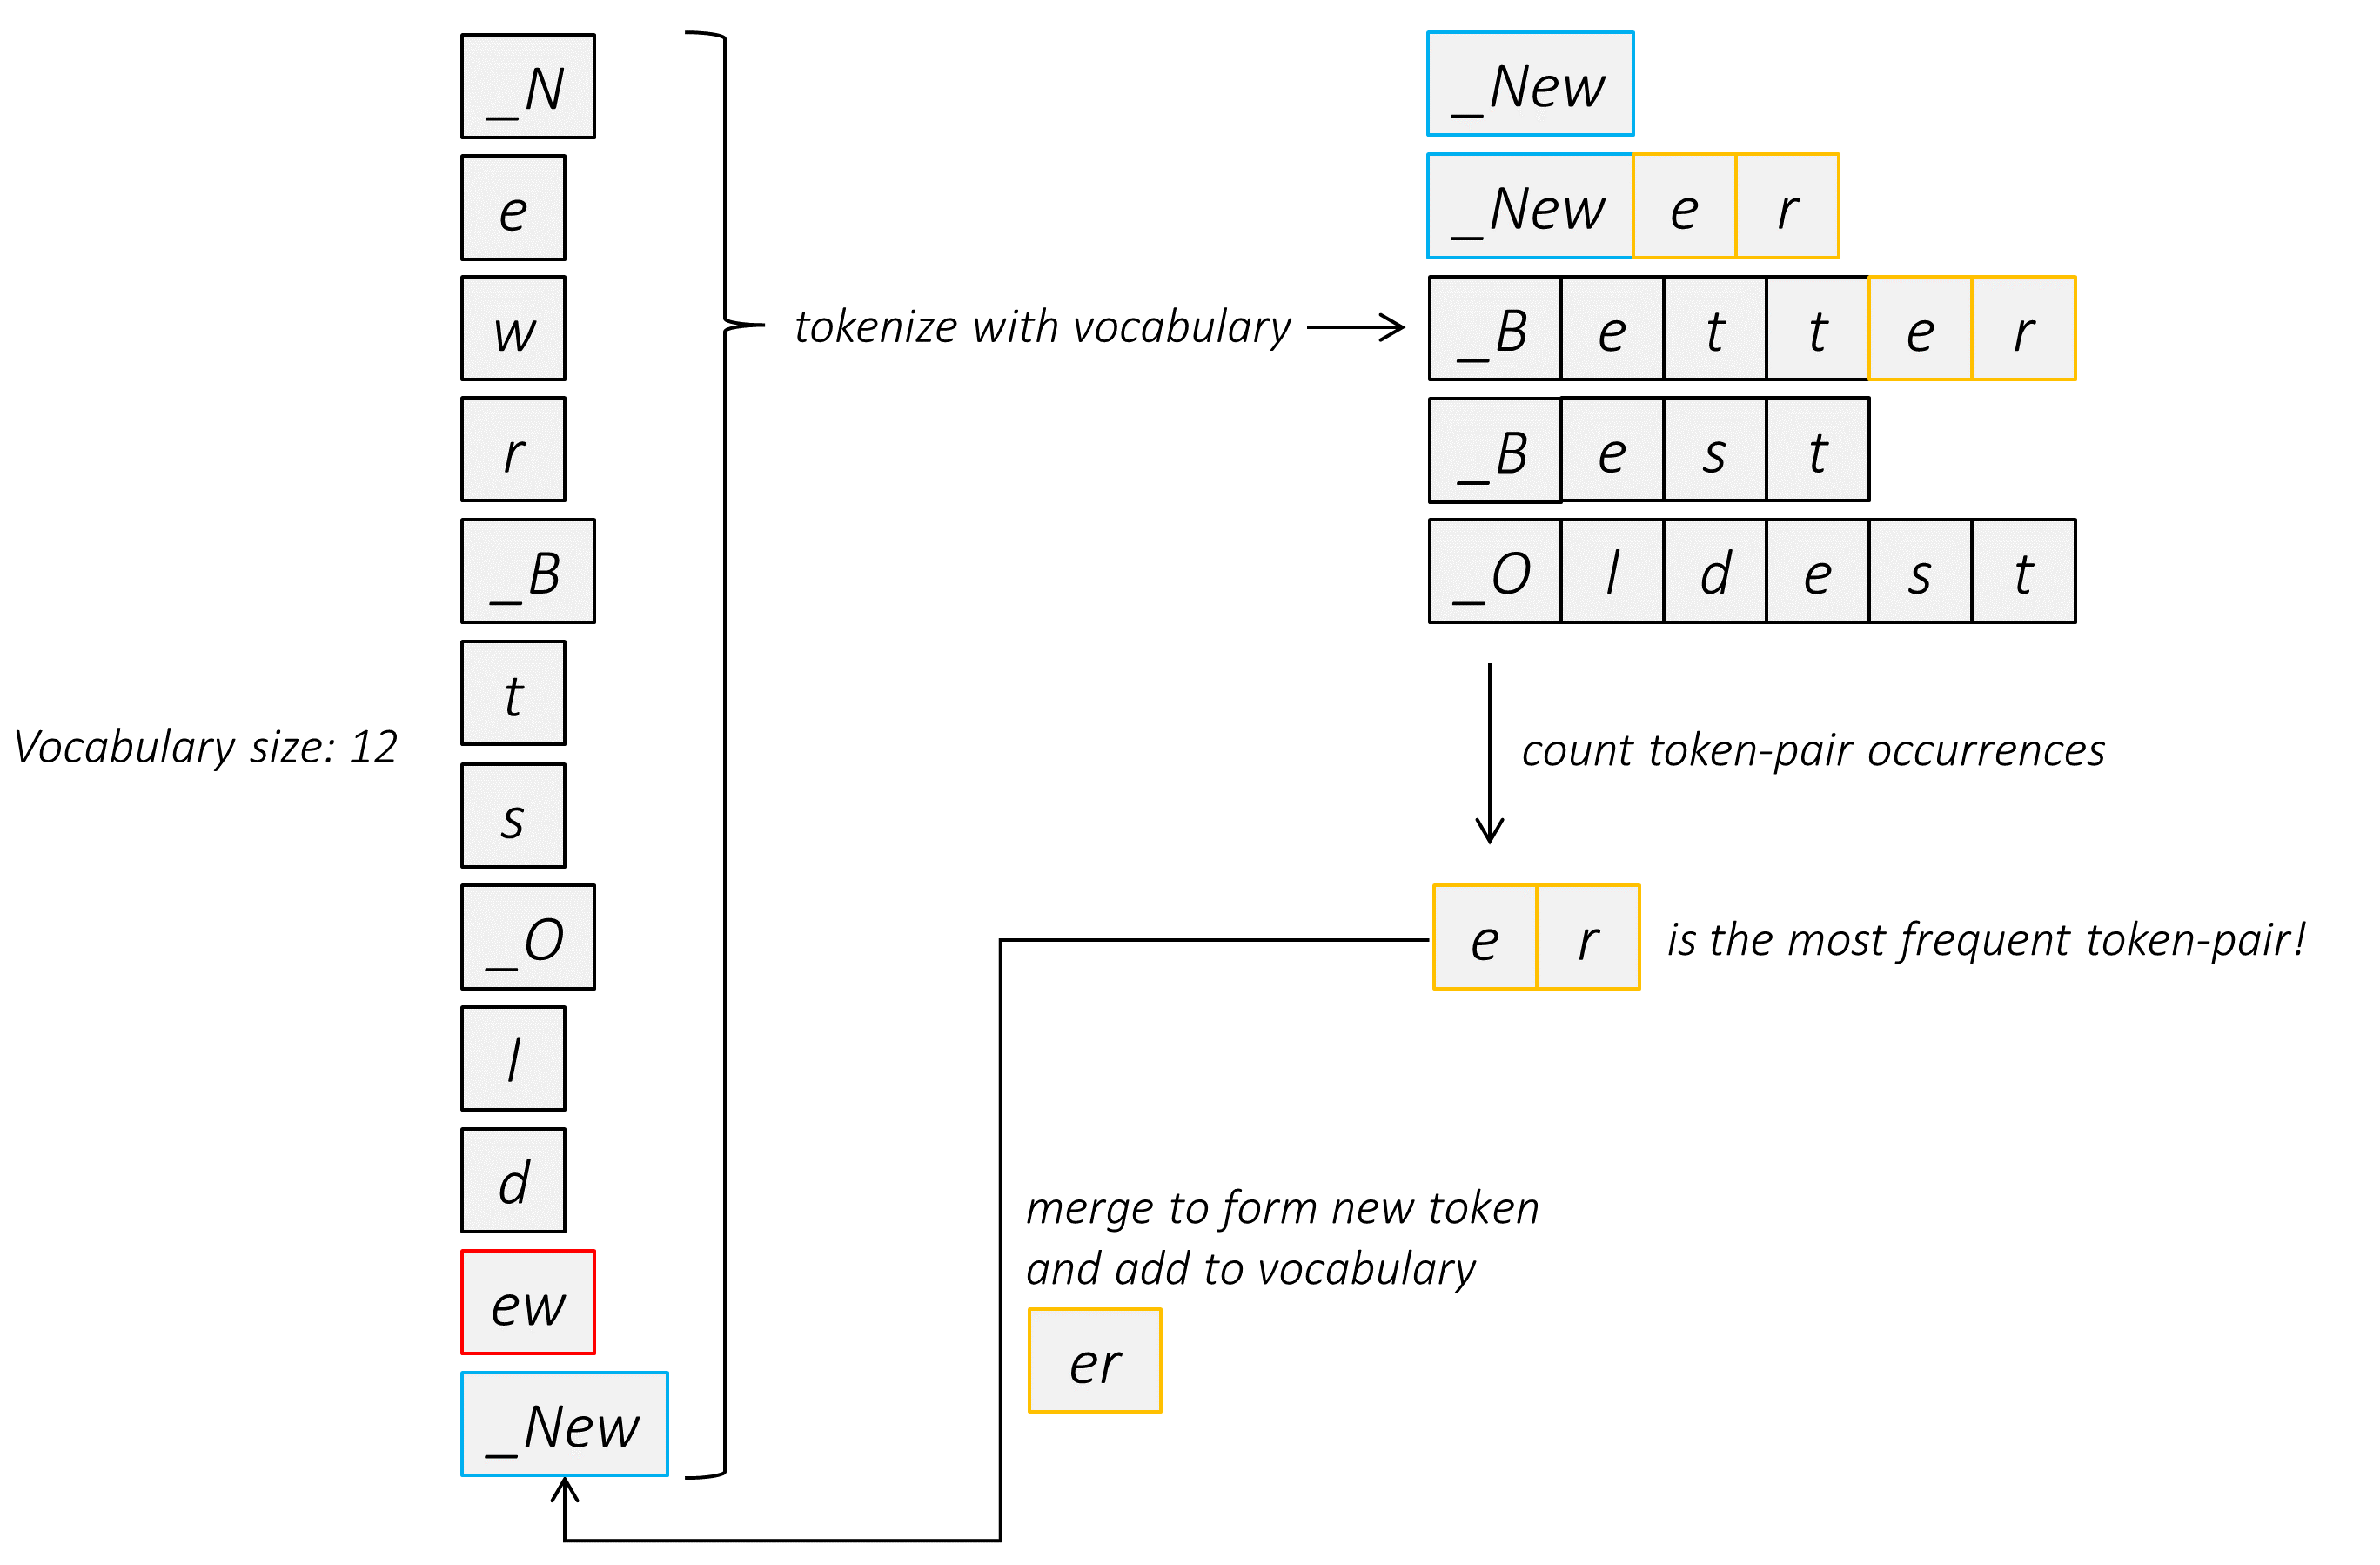 _N
e
w
r
_B
t
s
_O
l
d
ew
_New
Vocabulary size: 12
tokenize with vocabulary
_New
_New e r
_B e t t e r
_B e s t
_O l d e s t
count token-pair occurrences
e r is the most frequent token-pair!
merge to form new token
and add to vocabulary
er